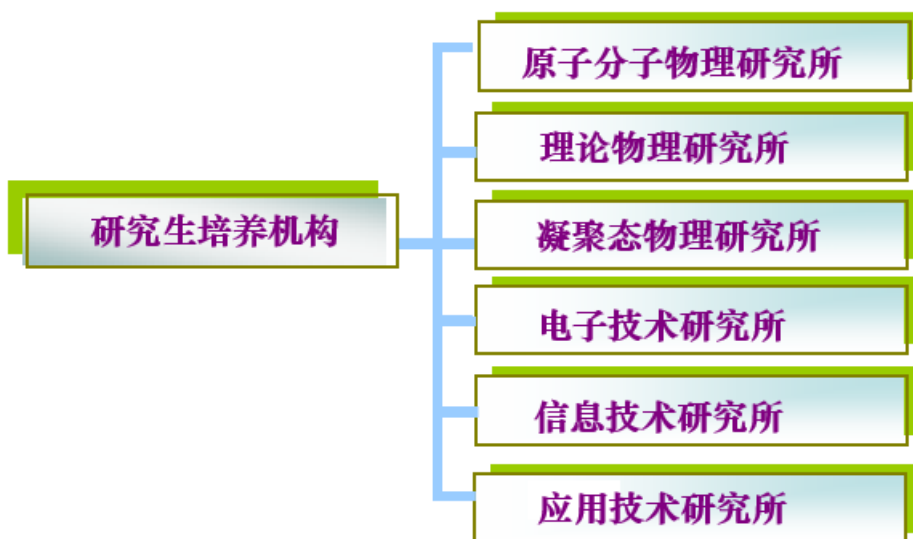 原子分子物理研究所
理论物理研究所
研究生培养机构
凝聚态物理研究所
电子技术研究所
信息技术研究所
应用技术研究所